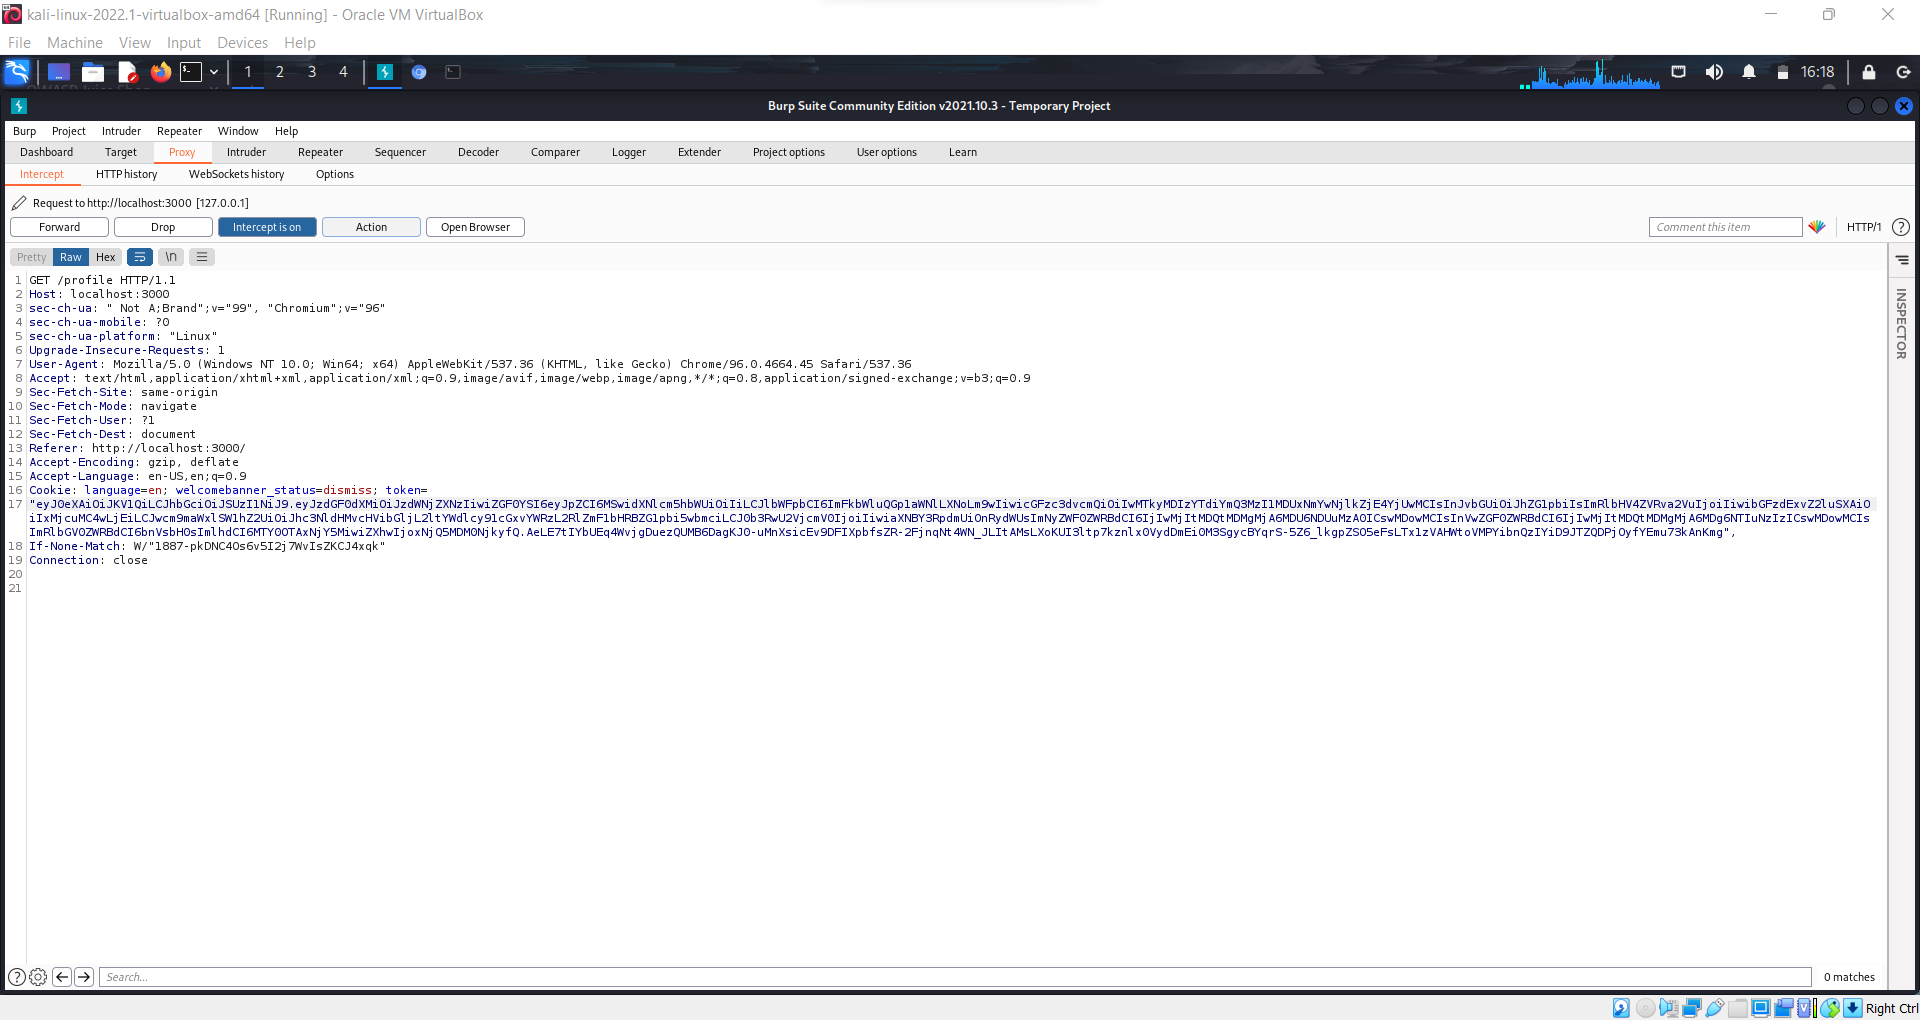 kali-linux-2022.1-virtualbox-amd64 [Running] - Oracle VM VirtualBox
File Machine View Input Devices Help
1 2 3 4 16:18
Burp Suite Community Edition v2021.10.3 - Temporary Project
Burp Project Intruder Repeater Window Help
Dashboard Target Proxy Intruder Repeater Sequencer Decoder Comparer Logger Extender Project options User options Learn
Intercept HTTP history WebSockets history Options
Request to http://localhost:3000 [127.0.0.1]
Forward Drop Intercept is on Action Open Browser Comment this item HTTP/1 ?
Pretty Raw Hex \n
INSPECTOR
1 GET /profile HTTP/1.1
2 Host: localhost:3000
3 sec-ch-ua: " Not A;Brand";v="99", "Chromium";v="96"
4 sec-ch-ua-mobile: ?0
5 sec-ch-ua-platform: "Linux"
6 Upgrade-Insecure-Requests: 1
7 User-Agent: Mozilla/5.0 (Windows NT 10.0; Win64; x64) AppleWebKit/537.36 (KHTML, like Gecko) Chrome/96.0.4664.45 Safari/537.36
8 Accept: text/html,application/xhtml+xml,application/xml;q=0.9,image/avif,image/webp,image/apng,*/*;q=0.8,application/signed-exchange;v=b3;q=0.9
9 Sec-Fetch-Site: same-origin
10 Sec-Fetch-Mode: navigate
11 Sec-Fetch-User: ?1
12 Sec-Fetch-Dest: document
13 Referer: http://localhost:3000/
14 Accept-Encoding: gzip, deflate
15 Accept-Language: en-US,en;q=0.9
16 Cookie: language=en; welcomebanner_status=dismiss; token=
17
18 If-None-Match: W/"1887-pkDNC4Os6v5I2j7WvIsZKCJ4xqk"
19 Connection: close
20
21
? Search... 0 matches
Right Ctrl